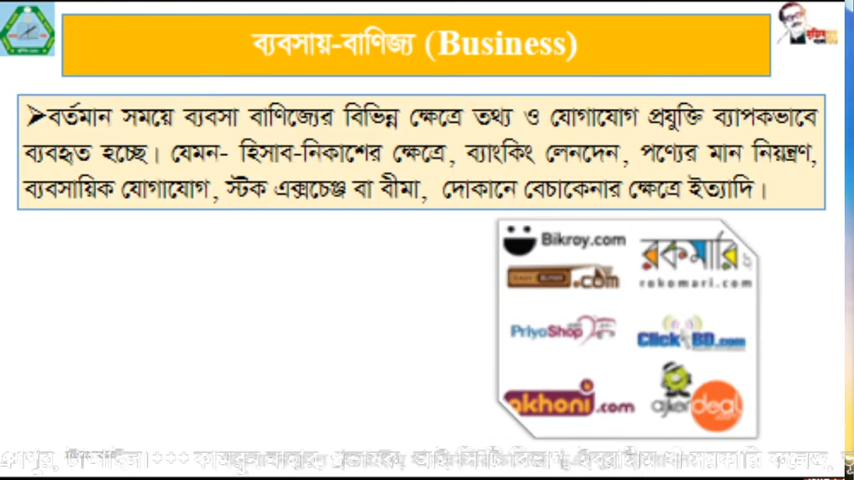 ব্যবসায়-বাণিজ্য (Business)
➤বর্তমান সময়ে ব্যবসা বাণিজ্যের বিভিন্ন ক্ষেত্রে তথ্য ও যোগাযোগ প্রযুক্তি ব্যাপকভাবে
ব্যবহৃত হচ্ছে। যেমন- হিসাব-নিকাশের ক্ষেত্রে, ব্যাংকিং লেনদেন, পণ্যের মান নিয়ন্ত্রণ,
ব্যবসায়িক যোগাযোগ, স্টক এক্সচেঞ্জ বা বীমা, দোকানে বেচাকেনার ক্ষেত্রে ইত্যাদি।
Bikroy.com
রকমারি
rokomari.com
.com
PriyoShop
ClickBD.com
akhoni.com
ajkerdeal